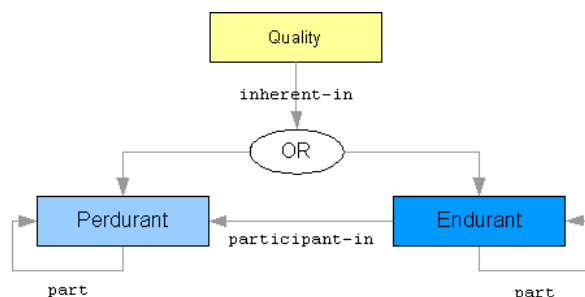 Quality
inherent-in
OR
Perdurant
Endurant
participant-in
part
part